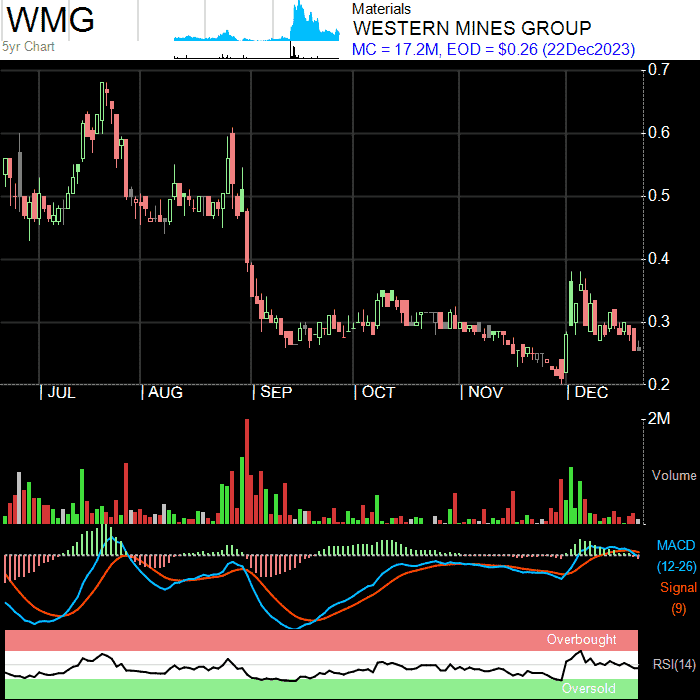 WMG
5yr Chart
Materials
WESTERN MINES GROUP
MC = 17.2M, EOD = $0.26 (22Dec2023)
0.7
0.6
0.5
0.4
0.3
0.2
JUL AUG SEP OCT NOV DEC
2M
Volume
MACD
(12-26)
Signal
(9)
Overbought
RSI(14)
Oversold